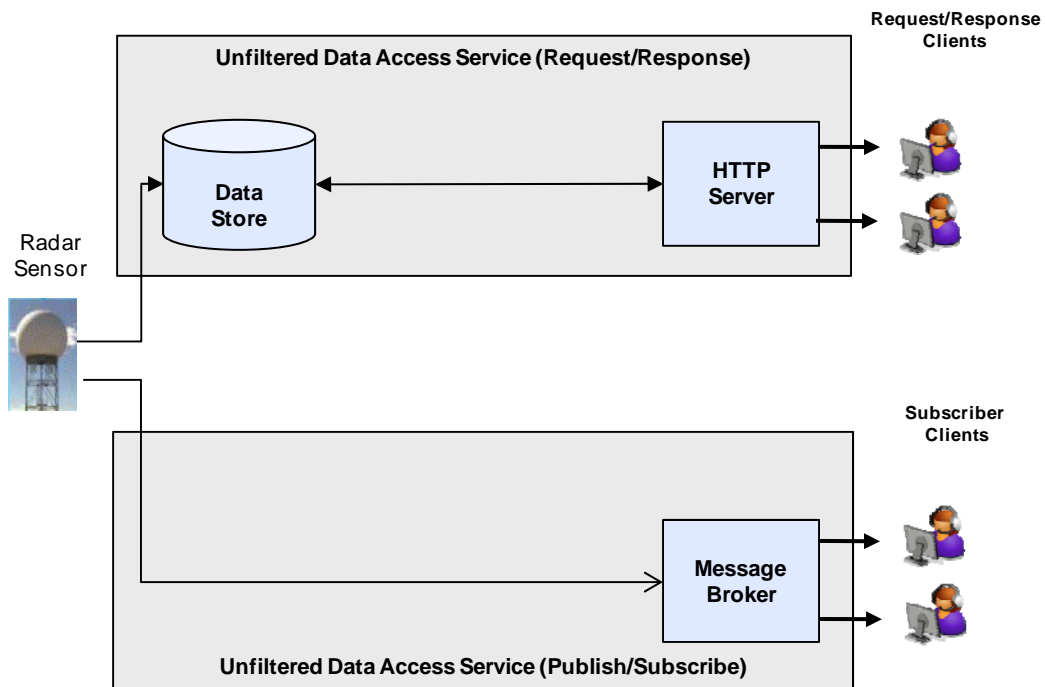 Request/Response
Clients
Unfiltered Data Access Service (Request/Response)
Data
Store
HTTP
Server
Radar
Sensor
Subscriber
Clients
Message
Broker
Unfiltered Data Access Service (Publish/Subscribe)